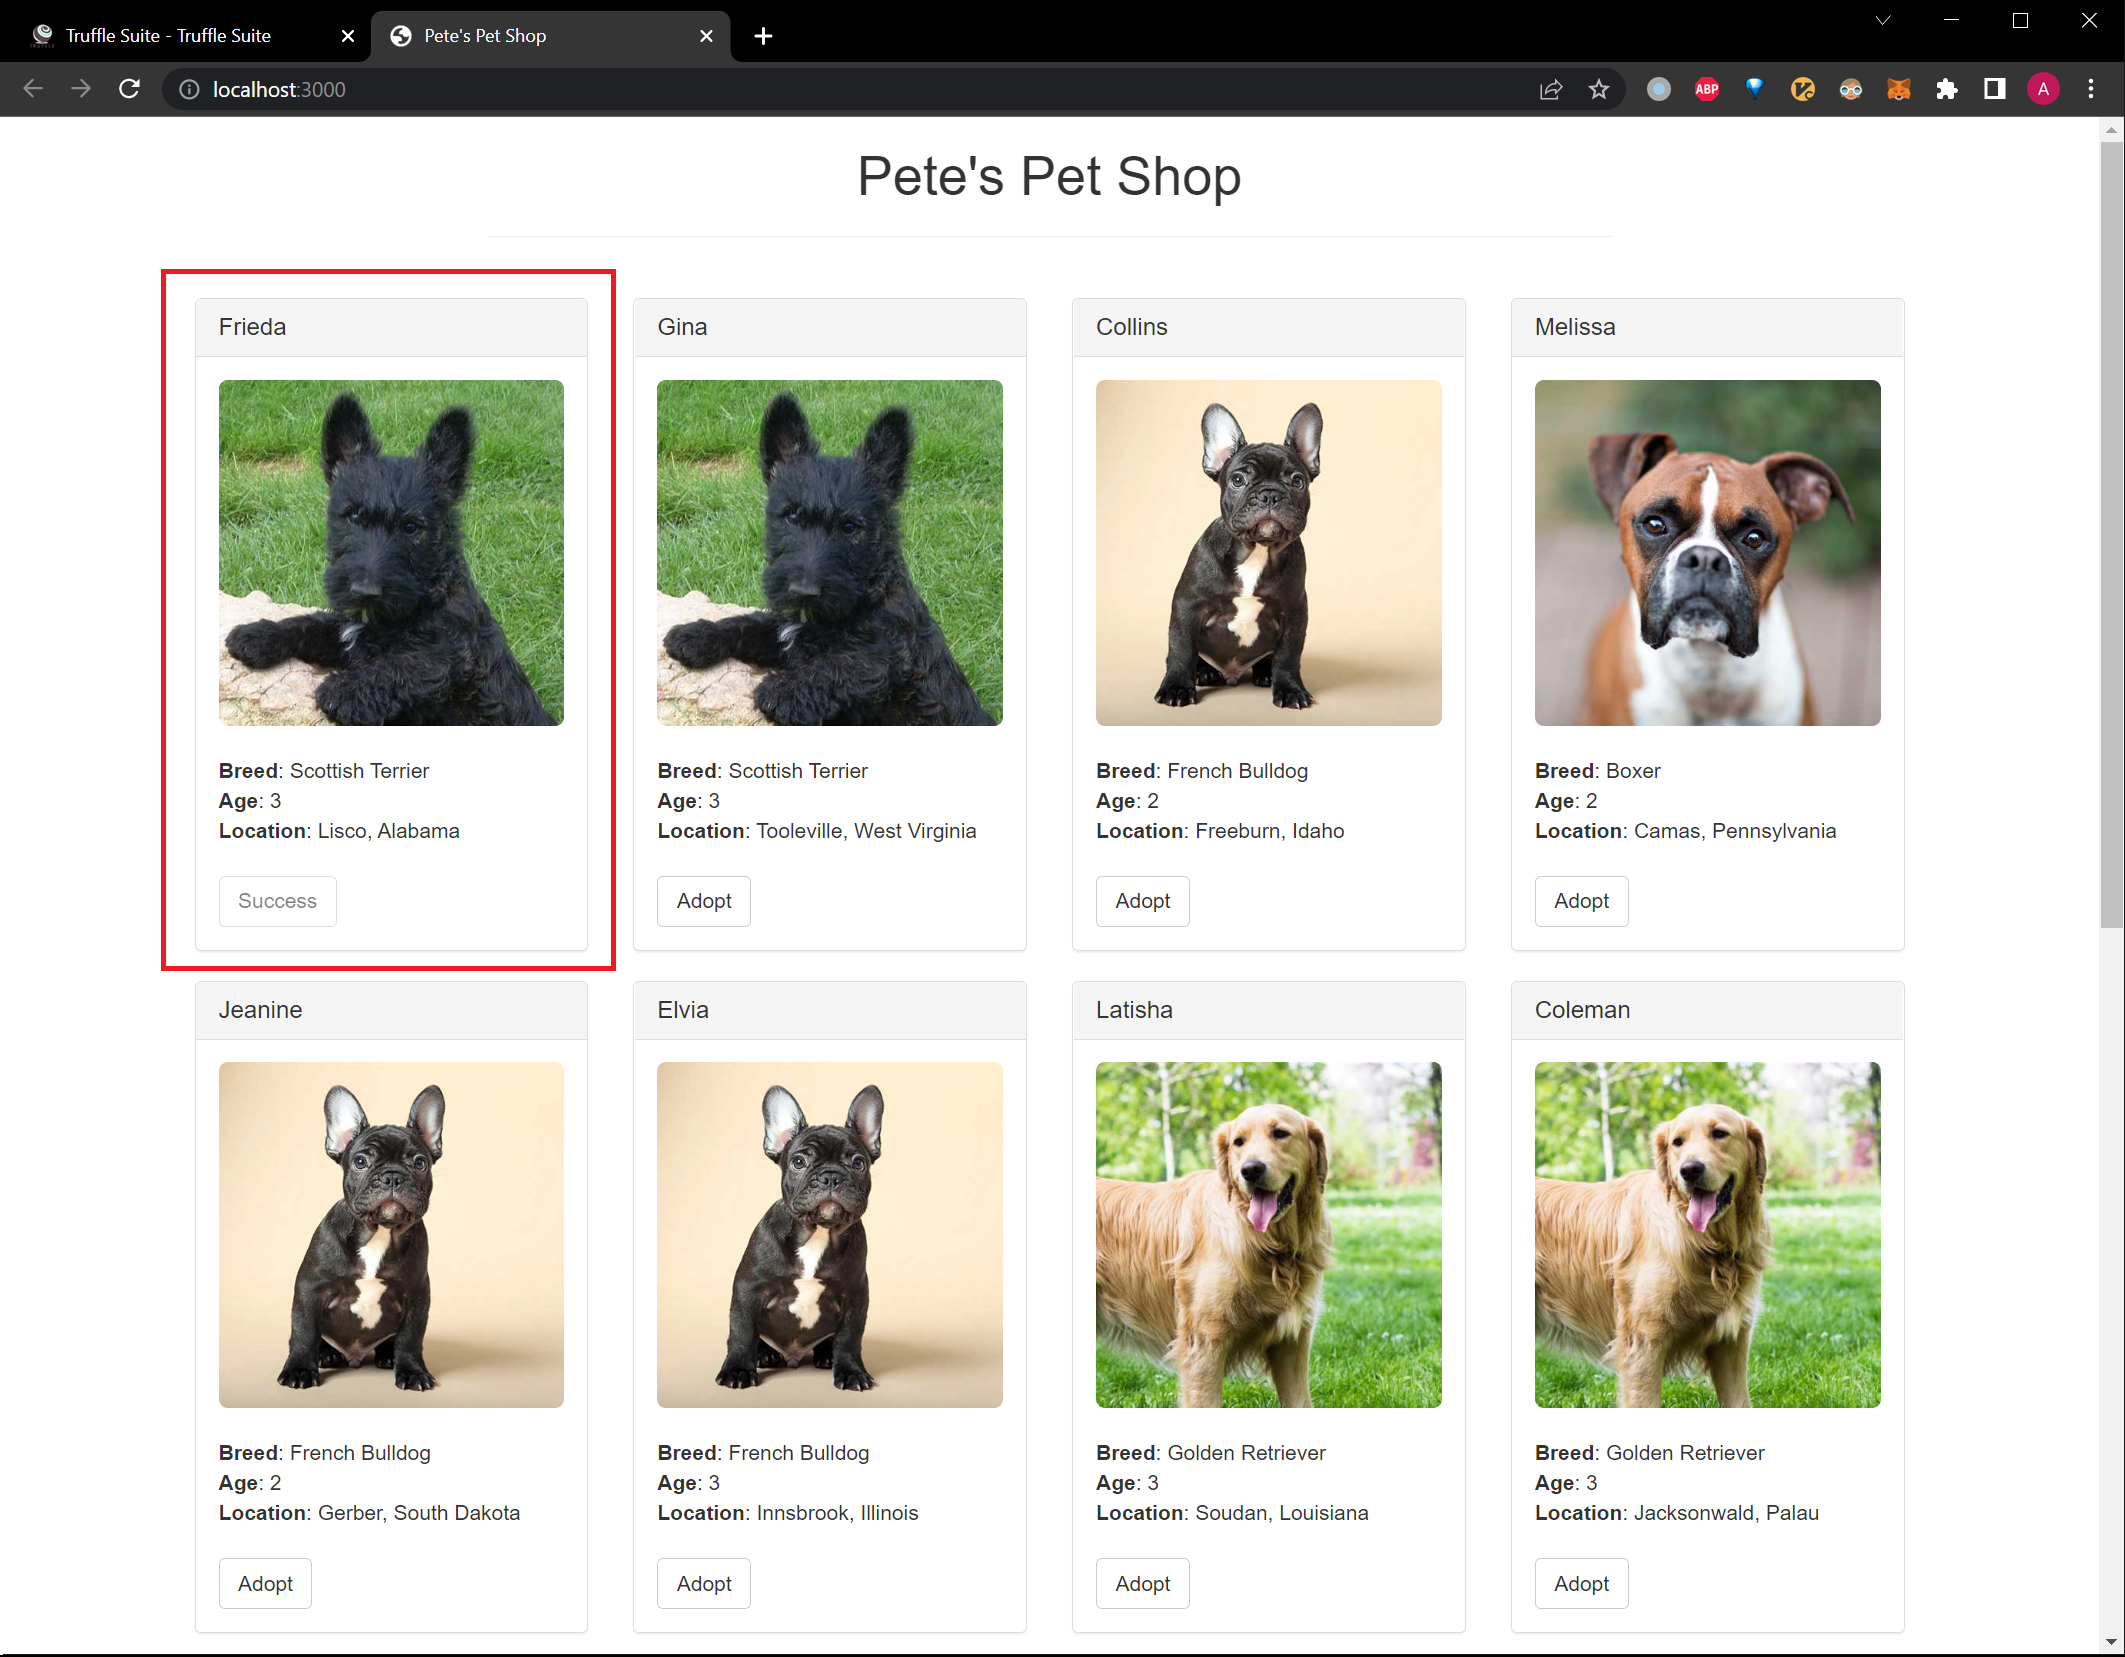 Truffle Suite - Truffle Suite
Pete's Pet Shop
localhost:3000
ABP
A
Pete's Pet Shop
Frieda
Breed: Scottish Terrier
Age: 3
Location: Lisco, Alabama
Success
Gina
Breed: Scottish Terrier
Age: 3
Location: Tooleville, West Virginia
Adopt
Collins
Breed: French Bulldog
Age: 2
Location: Freeburn, Idaho
Adopt
Melissa
Breed: Boxer
Age: 2
Location: Camas, Pennsylvania
Adopt
Jeanine
Breed: French Bulldog
Age: 2
Location: Gerber, South Dakota
Adopt
Elvia
Breed: French Bulldog
Age: 3
Location: Innsbrook, Illinois
Adopt
Latisha
Breed: Golden Retriever
Age: 3
Location: Soudan, Louisiana
Adopt
Coleman
Breed: Golden Retriever
Age: 3
Location: Jacksonwald, Palau
Adopt